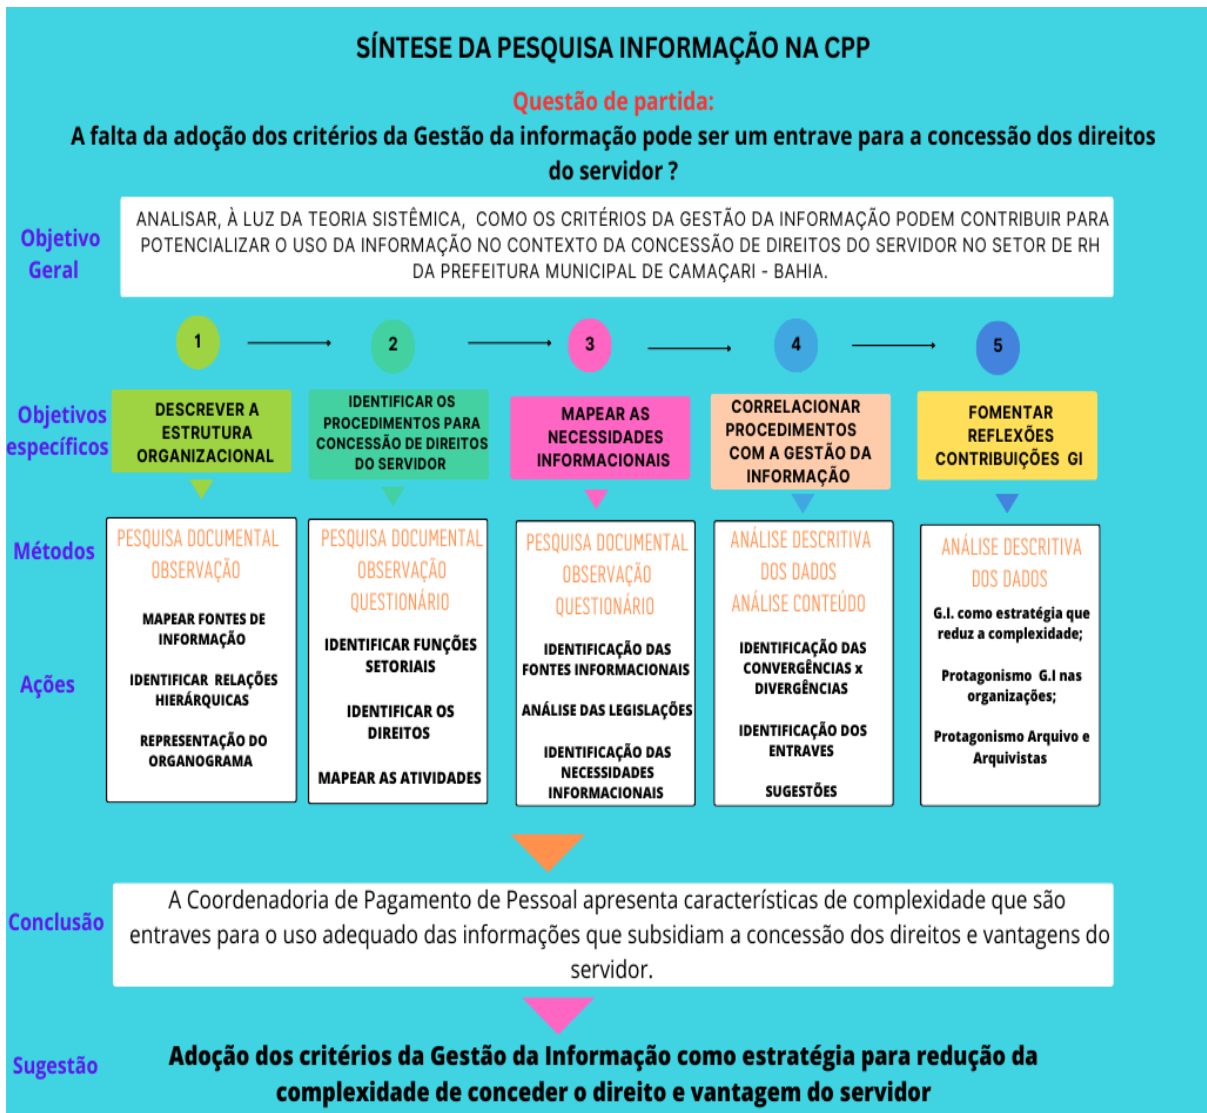 SÍNTESE DA PESQUISA INFORMAÇÃO NA CPP
Questão de partida:
A falta da adoção dos critérios da Gestão da informação pode ser um entrave para a concessão dos direitos
do servidor ?
Objetivo
Geral
ANALISAR, À LUZ DA TEORIA SISTÊMICA, COMO OS CRITÉRIOS DA GESTÃO DA INFORMAÇÃO PODEM CONTRIBUIR PARA
POTENCIALIZAR O USO DA INFORMAÇÃO NO CONTEXTO DA CONCESSÃO DE DIREITOS DO SERVIDOR NO SETOR DE RH
DA PREFEITURA MUNICIPAL DE CAMAÇARI - BAHIA.
1
2
3
4
5
Objetivos
específicos
DESCREVER A
ESTRUTURA
ORGANIZACIONAL
IDENTIFICAR OS
PROCEDIMENTOS PARA
CONCESSÃO DE DIREITOS
DO SERVIDOR
MAPEAR AS
NECESSIDADES
INFORMACIONAIS
CORRELACIONAR
PROCEDIMENTOS
COM A GESTÃO DA
INFORMAÇÃO
FOMENTAR
REFLEXÕES
CONTRIBUIÇÕES GI
Métodos
Ações
PESQUISA DOCUMENTAL
OBSERVAÇÃO
MAPEAR FONTES DE
INFORMAÇÃO
IDENTIFICAR RELAÇÕES
HIERÁRQUICAS
REPRESENTAÇÃO DO
ORGANOGRAMA
PESQUISA DOCUMENTAL
OBSERVAÇÃO
QUESTIONÁRIO
IDENTIFICAR FUNÇÕES
SETORIAIS
IDENTIFICAR OS
DIREITOS
MAPEAR AS ATIVIDADES
PESQUISA DOCUMENTAL
OBSERVAÇÃO
QUESTIONÁRIO
IDENTIFICAÇÃO DAS
FONTES INFORMACIONAIS
ANÁLISE DAS LEGISLAÇÕES
IDENTIFICAÇÃO DAS
NECESSIDADES
INFORMACIONAIS
ANÁLISE DESCRITIVA
DOS DADOS
ANÁLISE CONTEÚDO
IDENTIFICAÇÃO DAS
CONVERGÊNCIAS x
DIVERGÊNCIAS
IDENTIFICAÇÃO DOS
ENTRAVES
SUGESTÕES
ANÁLISE DESCRITIVA
DOS DADOS
G.I. como estratégia que
reduz a complexidade;
Protagonismo G.I nas
organizações;
Protagonismo Arquivo e
Arquivistas
Conclusão
A Coordenadoria de Pagamento de Pessoal apresenta características de complexidade que são
entraves para o uso adequado das informações que subsidiam a concessão dos direitos e vantagens do
servidor.
Sugestão
Adoção dos critérios da Gestão da Informação como estratégia para redução da
complexidade de conceder o direito e vantagem do servidor